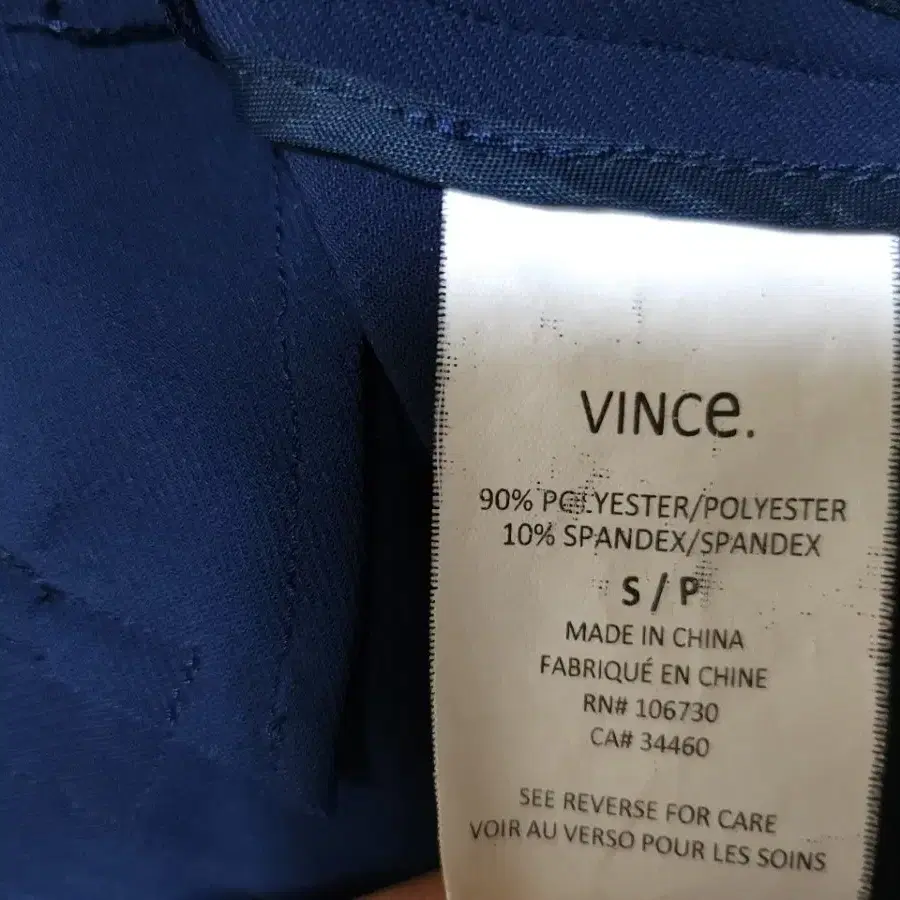 VINCe.
90% POLYESTER/POLYESTER
10% SPANDEX/SPANDEX
S / P
MADE IN CHINA
FABRIQUÉ EN CHINE
RN# 106730
CA# 34460
SEE REVERSE FOR CARE
VOIR AU VERSO POUR LES SOINS